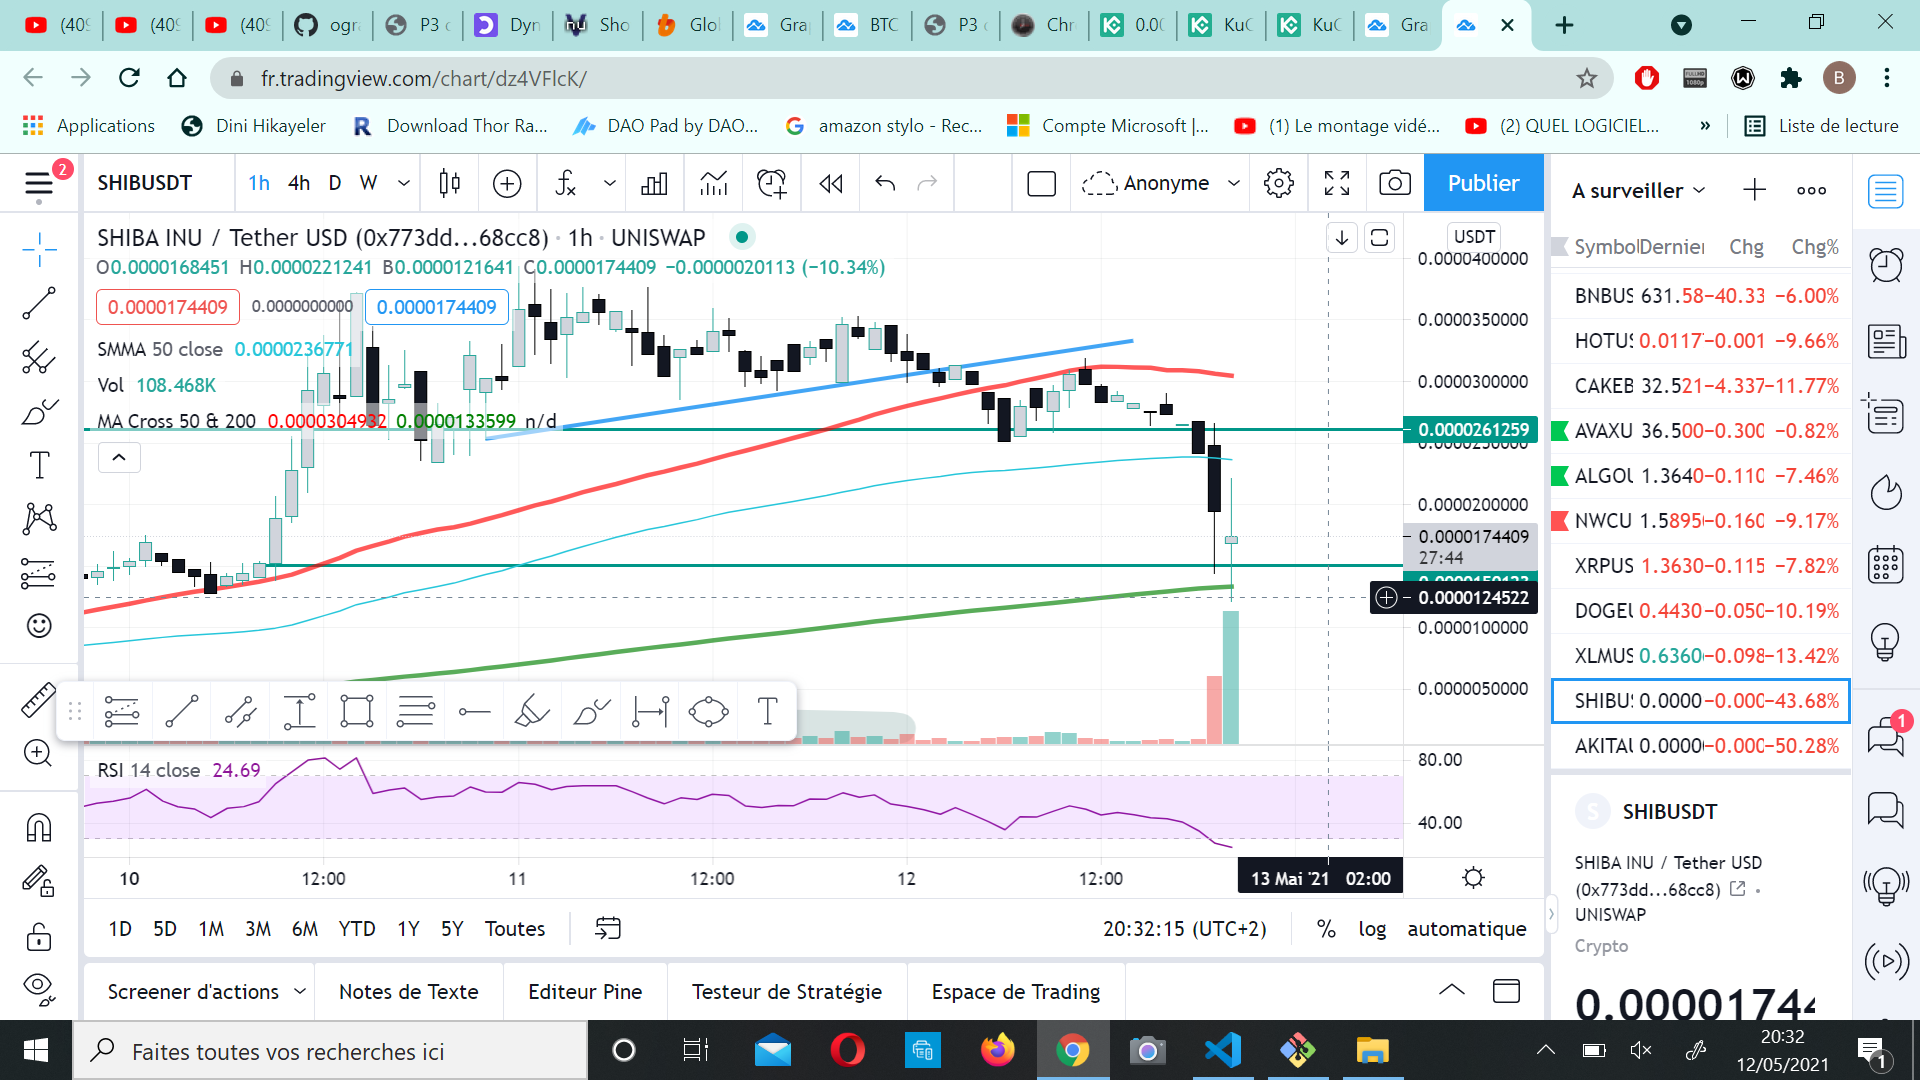 (409
(409
(409
ogra
P3 c
Dyn
Sho
Glol
Gra
BTC
P3 c
Chr
0.00
KuC
KuC
Gra
fr.tradingview.com/chart/dz4VFlcK/
B
Applications
Dini Hikayeler
Download Thor Ra...
DAO Pad by DAO...
amazon stylo - Rec...
Compte Microsoft |...
(1) Le montage vidé...
(2) QUEL LOGICIEL...
»
Liste de lecture
2
SHIBUSDT
1h 4h D W
Anonyme
Publier
A surveiller
SHIBA INU / Tether USD (0x773dd...68cc8) · 1h · UNISWAP
O0.0000168451 H0.0000221241 B0.0000121641 C0.0000174409 −0.0000020113 (−10.34%)
0.0000174409 0.0000000000 0.0000174409
SMMA 50 close 0.0000236771
Vol 108.468K
MA Cross 50 & 200 0.0000304932 0.0000133599 n/d
USDT
0.0000400000
0.0000350000
0.0000300000
0.0000261259
0.0000250000
0.0000200000
0.0000174409
27:44
0.0000124522
0.0000100000
0.0000050000
RSI 14 close 24.69
80.00
40.00
10 12:00 11 12:00 12 12:00 13 Mai '21 02:00
1D 5D 1M 3M 6M YTD 1Y 5Y Toutes
20:32:15 (UTC+2) % log automatique
Screener d'actions Notes de Texte Editeur Pine Testeur de Stratégie Espace de Trading
Symbol Dernier Chg Chg%
BNBUS 631.58 −40.33 −6.00%
HOTUS 0.0117 −0.001 −9.66%
CAKEB 32.521 −4.337 −11.77%
AVAXU 36.500 −0.300 −0.82%
ALGOU 1.3640 −0.110 −7.46%
NWCU 1.5895 −0.160 −9.17%
XRPUS 1.3630 −0.115 −7.82%
DOGEU 0.4430 −0.050 −10.19%
XLMUS 0.6360 −0.098 −13.42%
SHIBUS 0.0000 −0.000 −43.68%
AKITAU 0.0000 −0.000 −50.28%
1
S SHIBUSDT
SHIBA INU / Tether USD
(0x773dd...68cc8)
UNISWAP
Crypto
0.0000174
Faites toutes vos recherches ici
20:32
12/05/2021
1